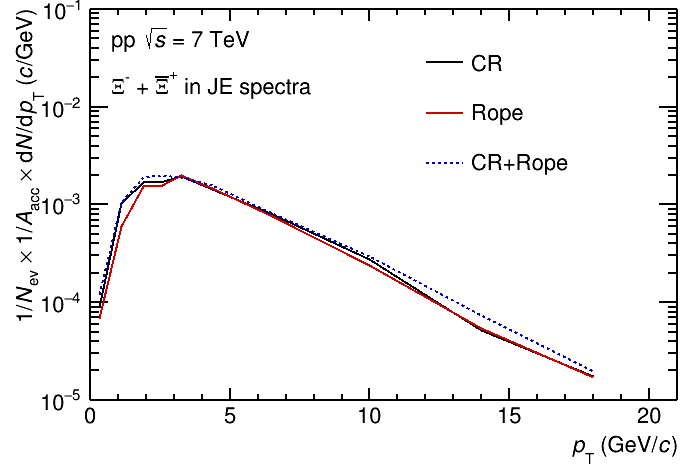 10⁻¹
10⁻²
10⁻³
10⁻⁴
10⁻⁵
1/N_ev × 1/A_acc × dN/dp_T (c/GeV)
pp √s = 7 TeV
Ξ⁻ + Ξ̅⁺ in JE spectra
CR
Rope
CR+Rope
0 5 10 15 20
p_T (GeV/c)